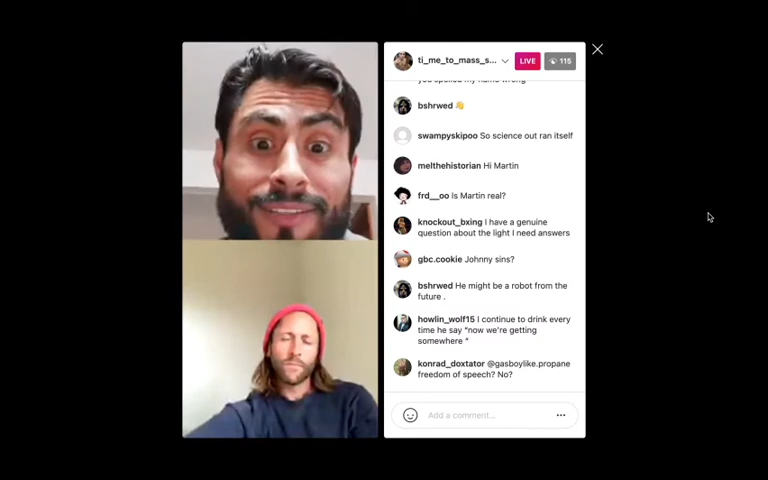 ti_me_to_mass_s...
LIVE
115
you spelled my name wrong
bshrwed
swampyskipoo So science out ran itself
melthehistorian Hi Martin
frd__oo Is Martin real?
knockout_bxing I have a genuine
question about the light I need answers
gbc.cookie Johnny sins?
bshrwed He might be a robot from the
future .
howlin_wolf15 I continue to drink every
time he say “now we're getting
somewhere “
konrad_doxtator @gasboylike.propane
freedom of speech? No?
Add a comment...